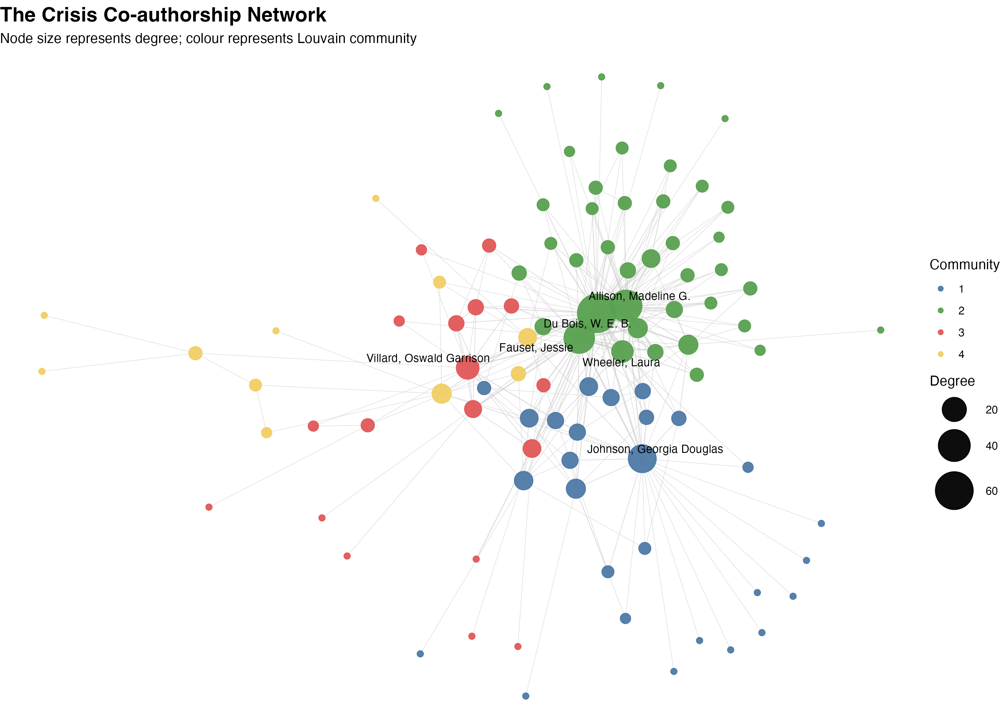 The Crisis Co-authorship Network
Node size represents degree; colour represents Louvain community
Allison, Madeline G.
Du Bois, W. E. B.
Fauset, Jessie
Villard, Oswald Garrison
Wheeler, Laura
Johnson, Georgia Douglas
Community
1
2
3
4
Degree
20
40
60